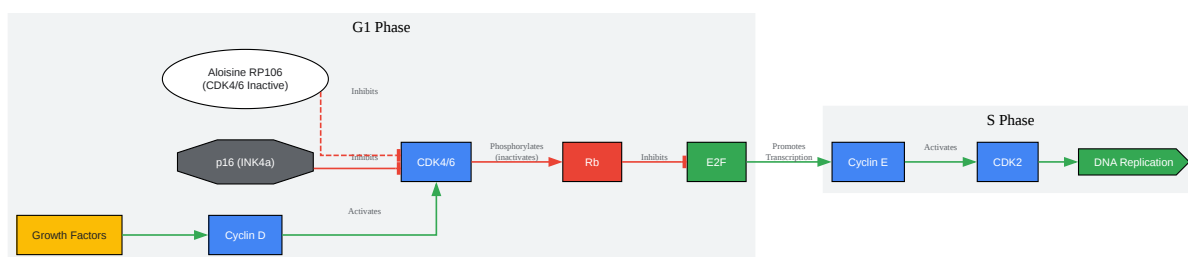 G1 Phase
Aloisine RP106
(CDK4/6 Inactive)
Inhibits
p16 (INK4a)
Inhibits
CDK4/6
Phosphorylates
(inactivates)
Rb
Inhibits
E2F
Promotes
Transcription
S Phase
Cyclin E
Activates
CDK2
DNA Replication
Growth Factors
Cyclin D
Activates